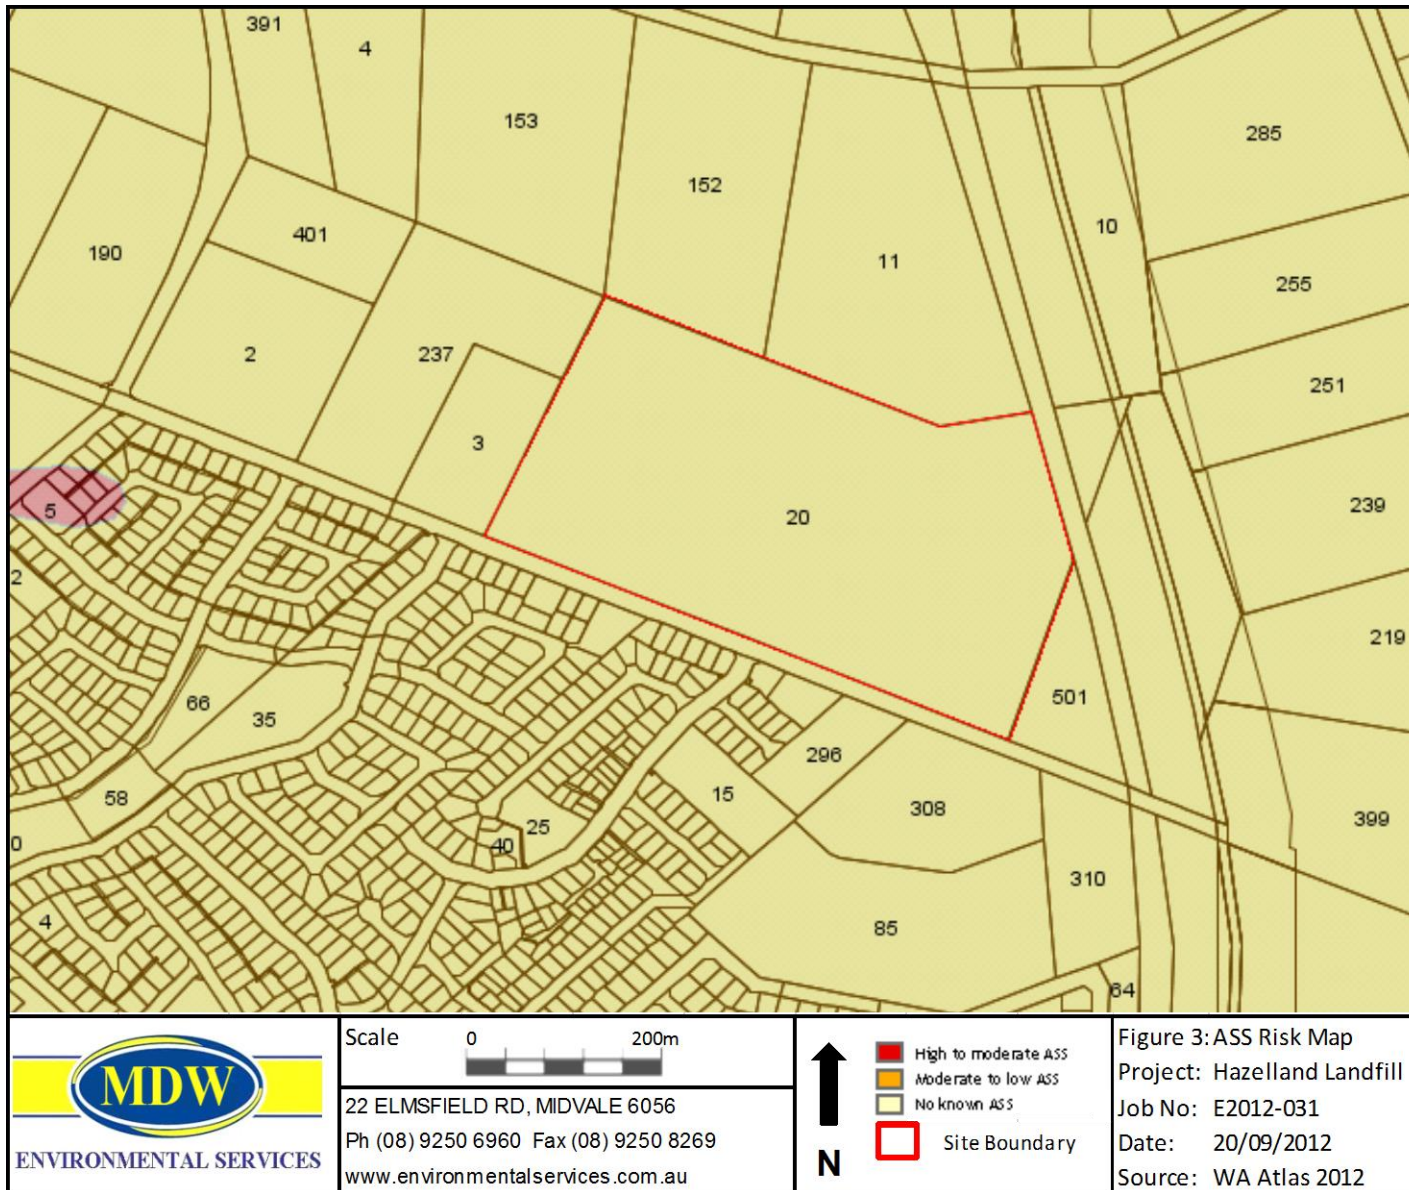 391
4
153
152
285
10
190
401
11
255
2
237
251
3
5
20
239
2
219
66
35
501
296
58
15
308
399
25
40
0
310
4
85
64
MDW
ENVIRONMENTAL SERVICES
Scale 0 200m
22 ELMSFIELD RD, MIDVALE 6056
Ph (08) 9250 6960 Fax (08) 9250 8269
www.environmentalservices.com.au
N
High to moderate ASS
Moderate to low ASS
No known ASS
Site Boundary
Figure 3: ASS Risk Map
Project: Hazelland Landfill
Job No: E2012-031
Date: 20/09/2012
Source: WA Atlas 2012